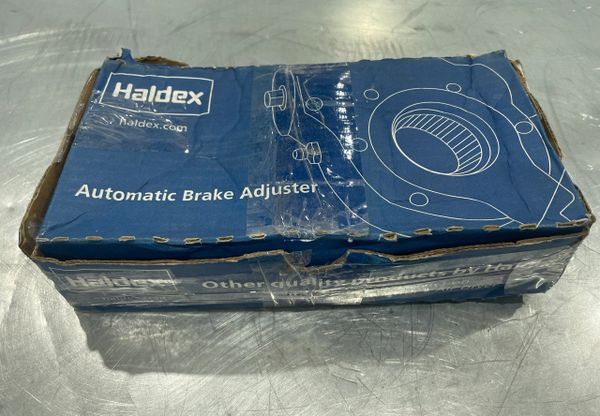 Haldex
haldex.com
Automatic Brake Adjuster
Haldex
Other quality products by